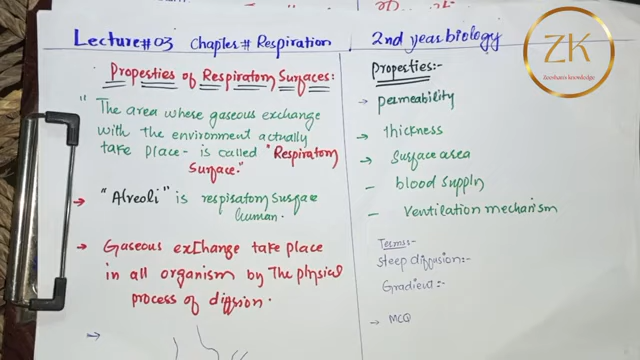 Lecture#03 Chapter# Respiration
2nd year biology
ZK
Zeeshan's knowledge
Properties of Respiratory Surfaces:
"The area where gaseous exchange
with the environment actually
take place- is called "Respiratory
Surface."
→ "Alveoli" is respiratory surface
human.
→ Gaseous exchange take place
in all organism by The physical
process of diffsion.
→
Properties:-
→ permeability
→ thickness
→ Surface area
– blood supply
– Ventilation mechanism
Terms:-
Steep diffusion:-
Gradient:-
→ MCQ